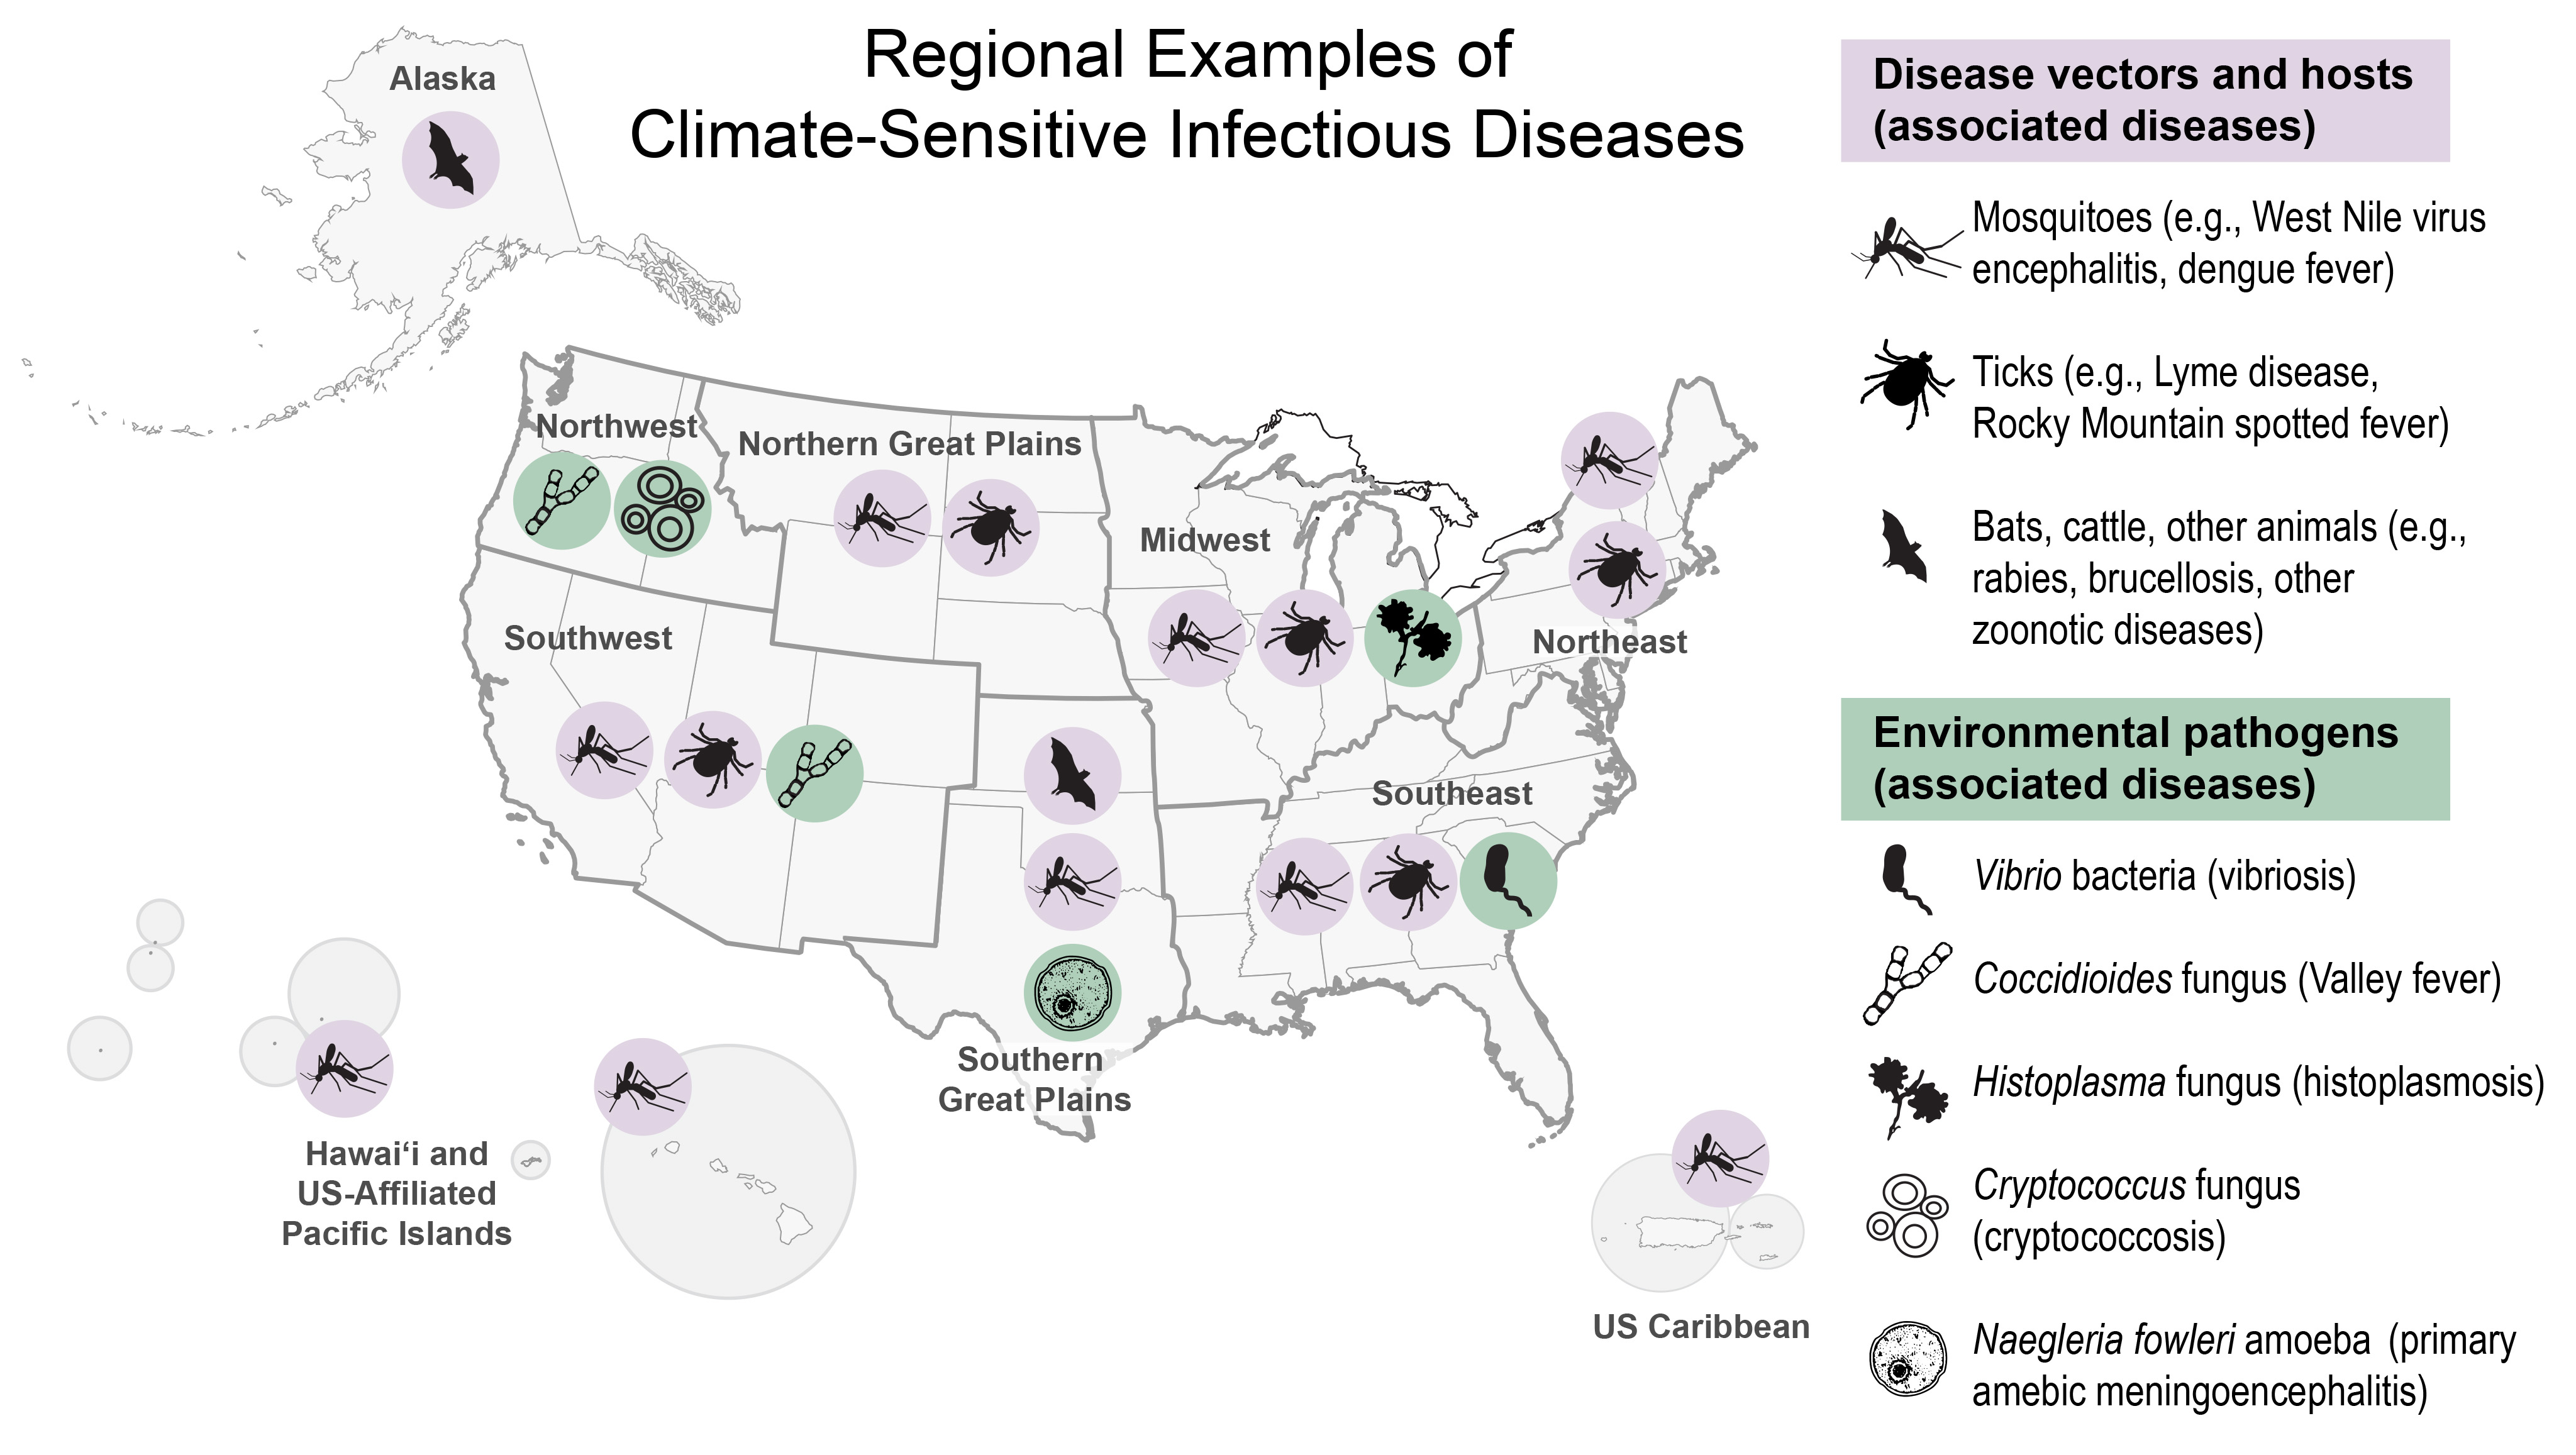 Regional Examples of
Climate-Sensitive Infectious Diseases
Alaska
Northwest
Northern Great Plains
Midwest
Northeast
Southwest
Southeast
Southern
Great Plains
Hawai‘i and
US-Affiliated
Pacific Islands
US Caribbean
Disease vectors and hosts
(associated diseases)
Mosquitoes (e.g., West Nile virus
encephalitis, dengue fever)
Ticks (e.g., Lyme disease,
Rocky Mountain spotted fever)
Bats, cattle, other animals (e.g.,
rabies, brucellosis, other
zoonotic diseases)
Environmental pathogens
(associated diseases)
Vibrio bacteria (vibriosis)
Coccidioides fungus (Valley fever)
Histoplasma fungus (histoplasmosis)
Cryptococcus fungus
(cryptococcosis)
Naegleria fowleri amoeba (primary
amebic meningoencephalitis)